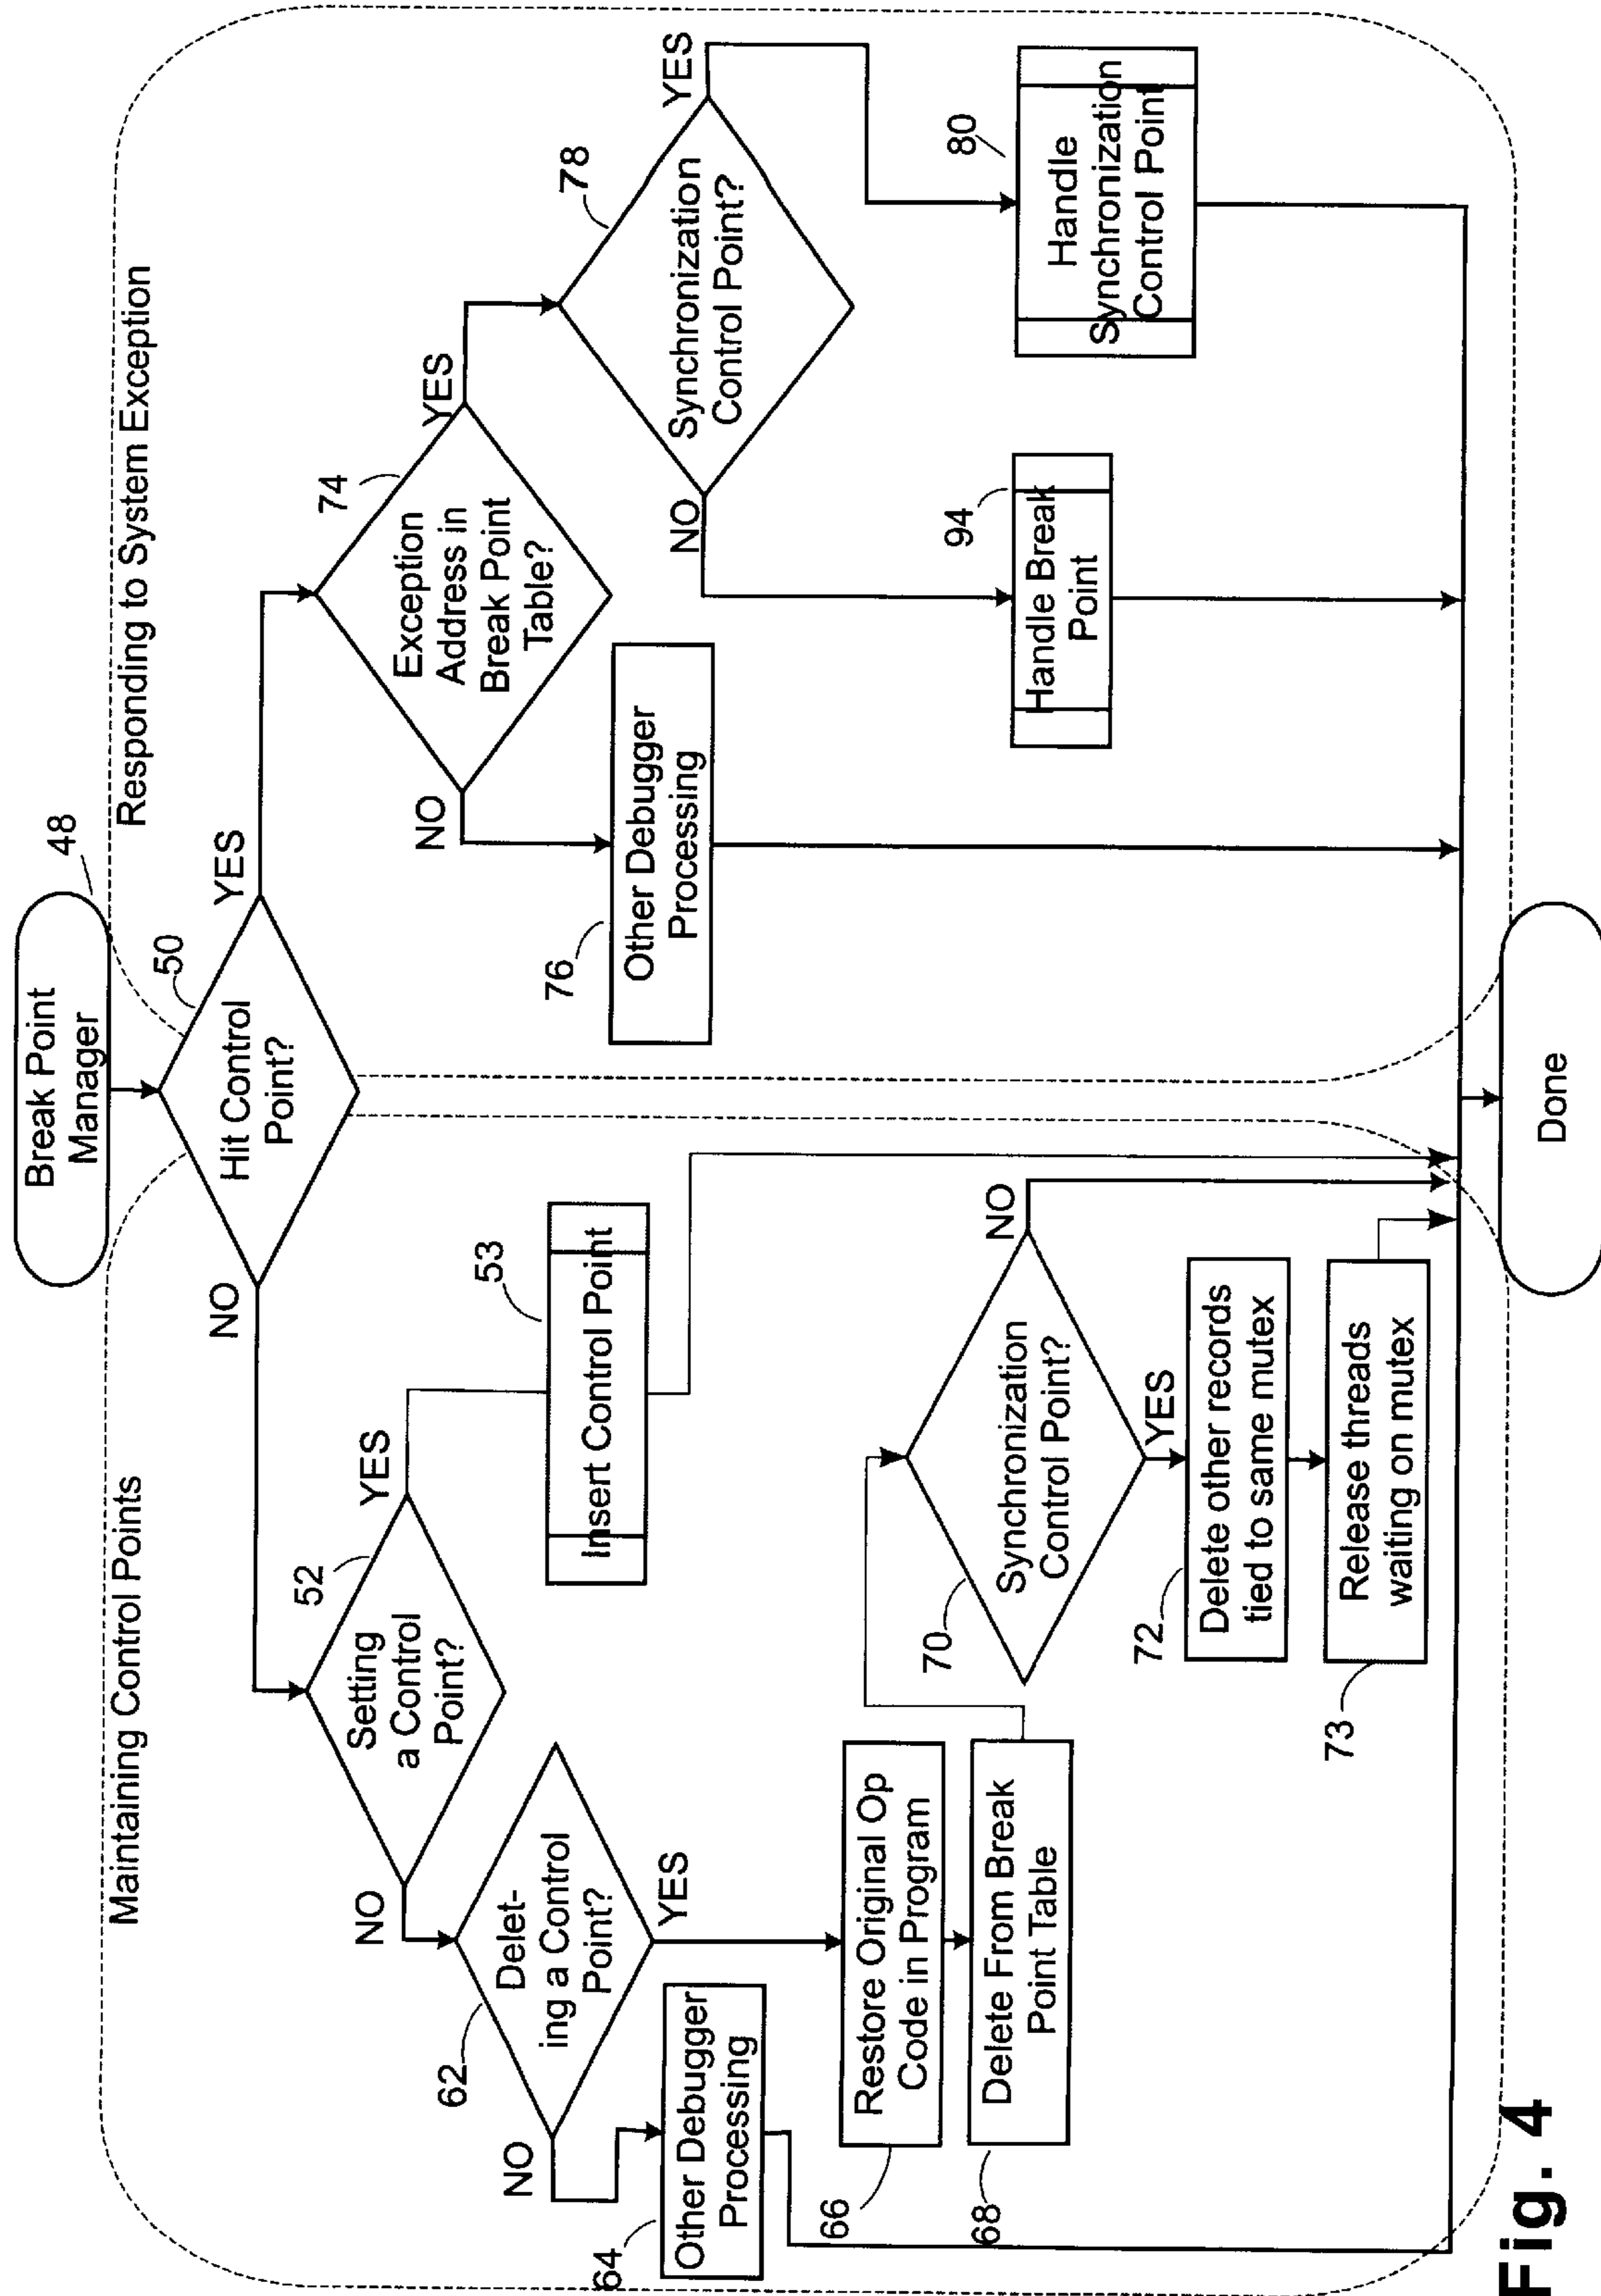 Break Point
Manager
48
Maintaining Control Points
Responding to System Exception
50
Hit Control
Point?
NO
YES
52
Setting
a Control
Point?
NO
YES
53
Insert Control Point
62
Delet-
ing a Control
Point?
NO
YES
64
Other Debugger
Processing
66
Restore Original Op
Code in Program
68
Delete From Break
Point Table
70
Synchronization
Control Point?
NO
YES
72
Delete other records
tied to same mutex
73
Release threads
waiting on mutex
74
Exception
Address in
Break Point
Table?
NO
YES
76
Other Debugger
Processing
78
Synchronization
Control Point?
NO
YES
94
Handle Break
Point
80
Handle
Synchronization
Control Point
Done
Fig. 4